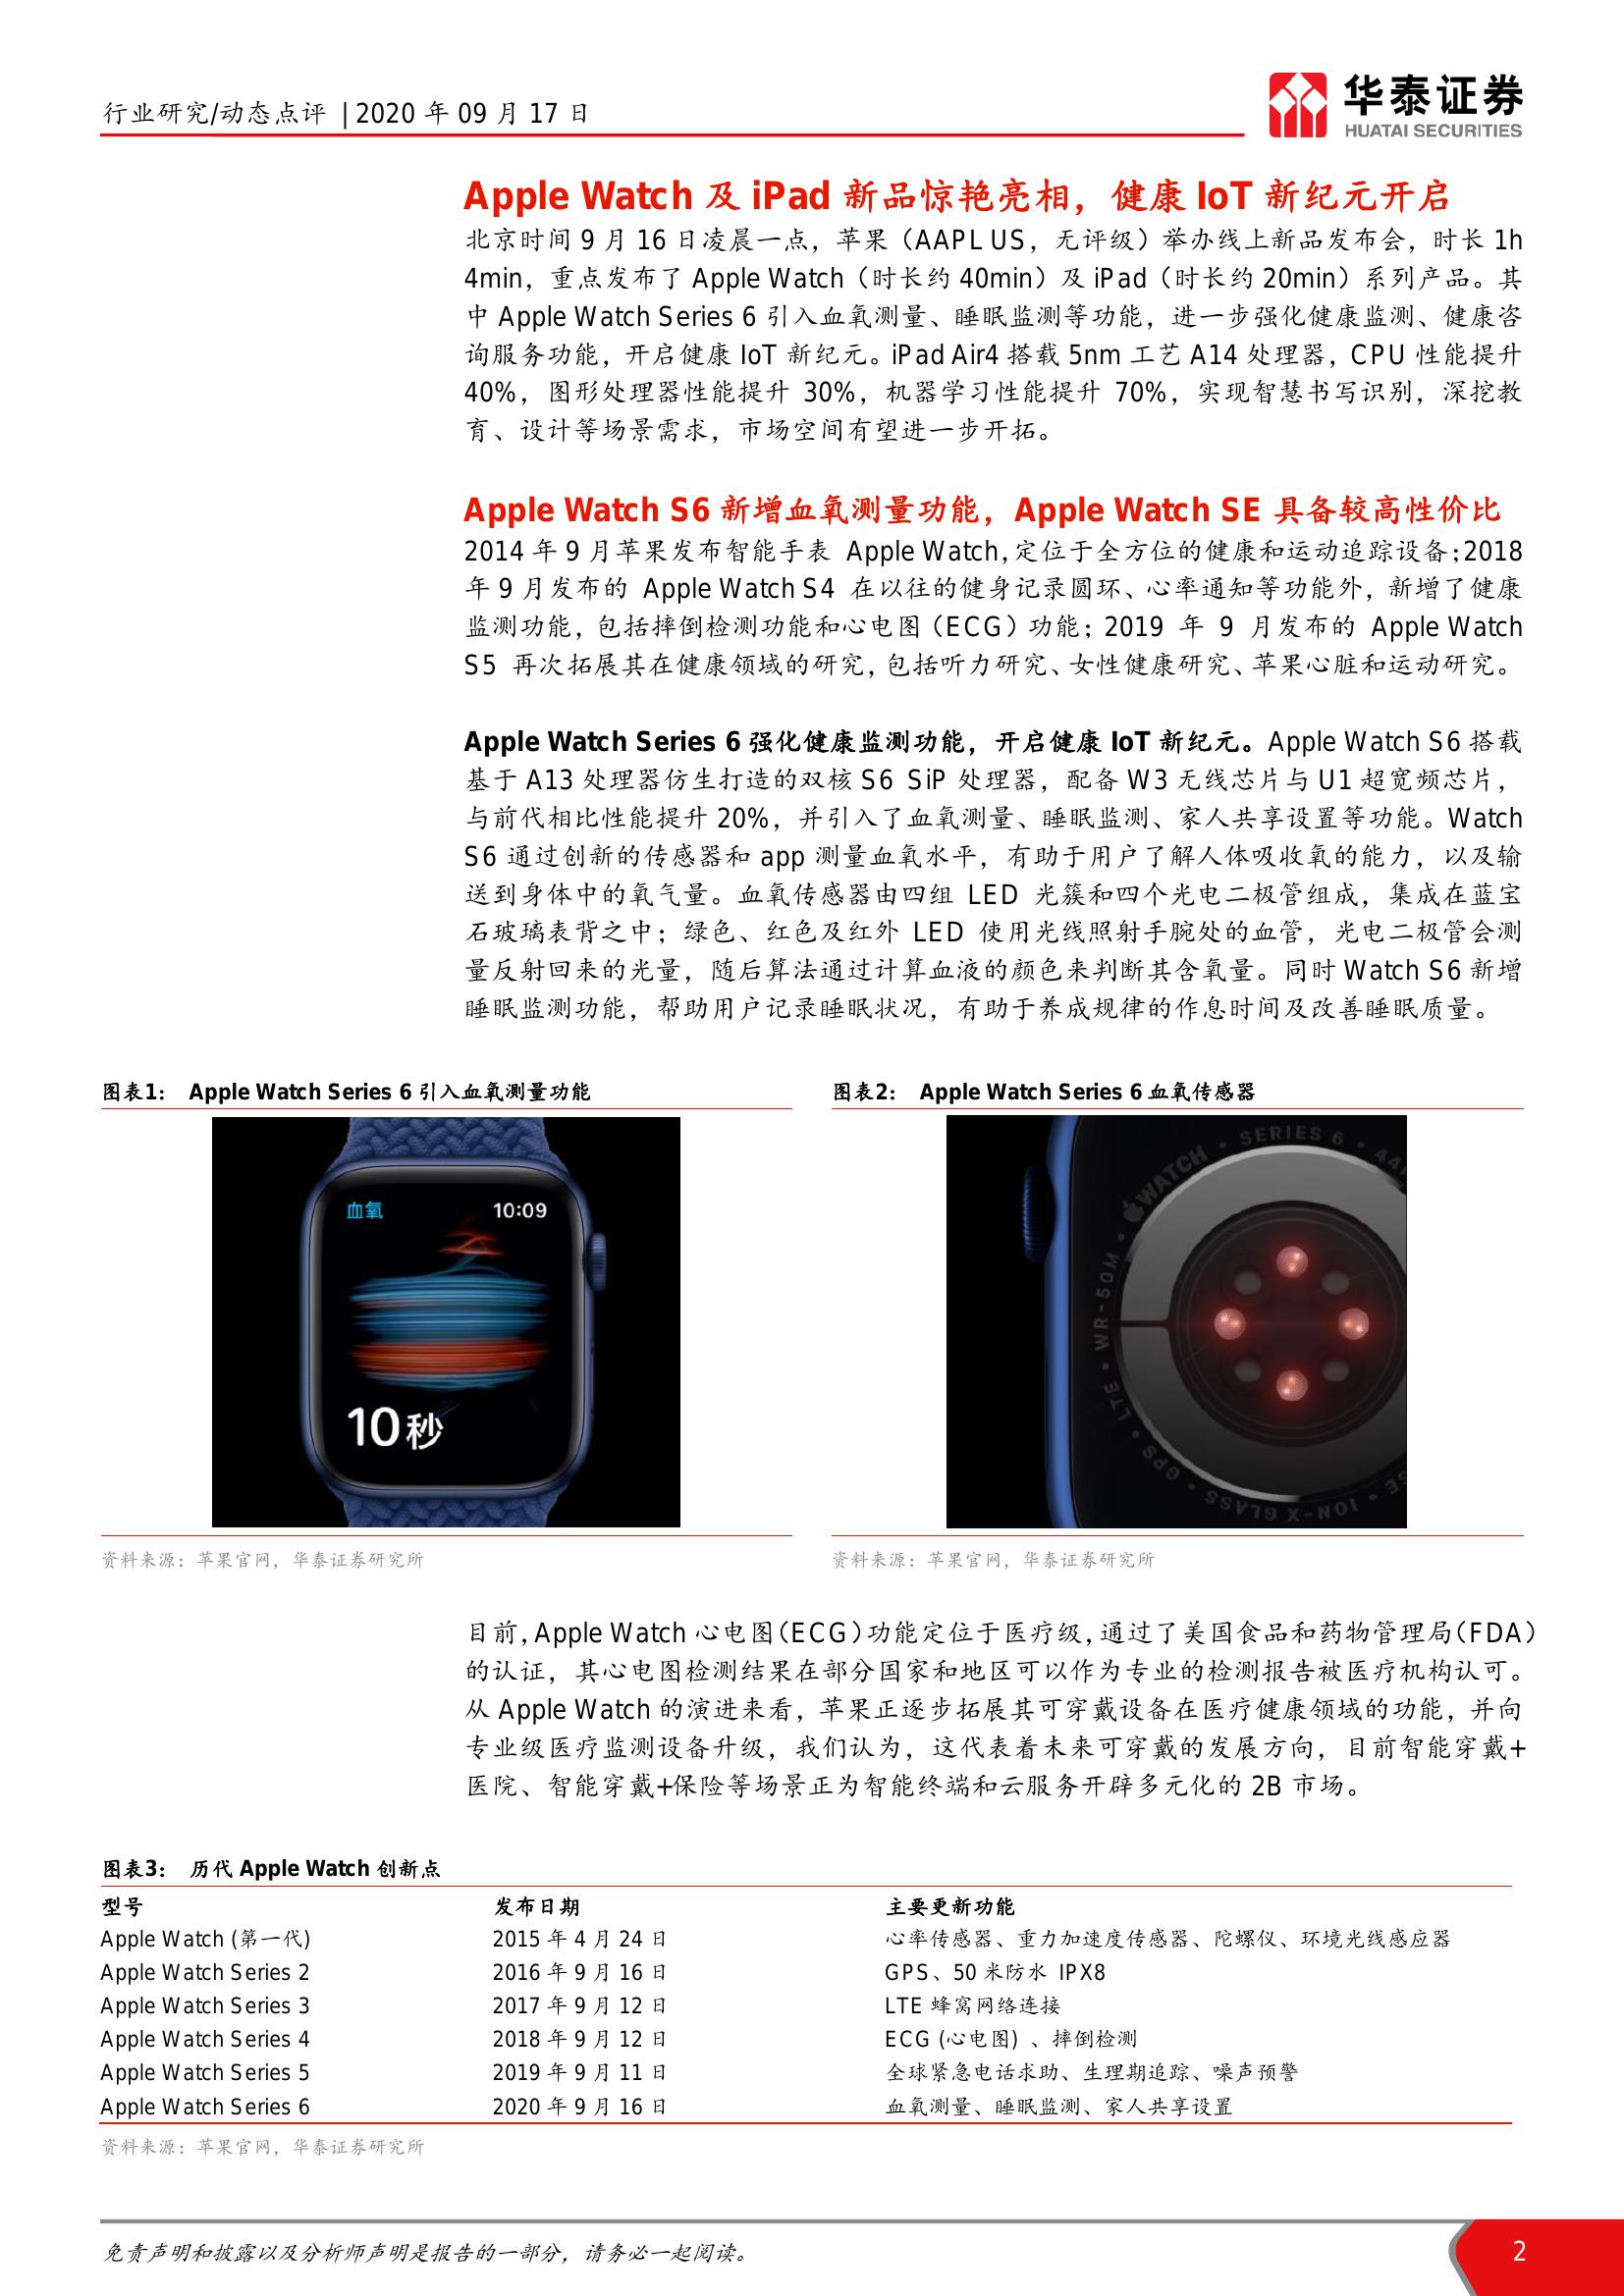 行业研究/动态点评 | 2020 年 09 月 17 日
华泰证券
HUATAI SECURITIES
Apple Watch 及 iPad 新品惊艳亮相，健康 IoT 新纪元开启
北京时间 9 月 16 日凌晨一点，苹果（AAPL US，无评级）举办线上新品发布会，时长 1h
4min，重点发布了 Apple Watch（时长约 40min）及 iPad（时长约 20min）系列产品。其
中 Apple Watch Series 6 引入血氧测量、睡眠监测等功能，进一步强化健康监测、健康咨
询服务功能，开启健康 IoT 新纪元。iPad Air4 搭载 5nm 工艺 A14 处理器，CPU 性能提升
40%，图形处理器性能提升 30%，机器学习性能提升 70%，实现智慧书写识别，深挖教
育、设计等场景需求，市场空间有望进一步开拓。
Apple Watch S6 新增血氧测量功能，Apple Watch SE 具备较高性价比
2014 年 9 月苹果发布智能手表 Apple Watch，定位于全方位的健康和运动追踪设备；2018
年 9 月发布的 Apple Watch S4 在以往的健身记录圆环、心率通知等功能外，新增了健康
监测功能，包括摔倒检测功能和心电图（ECG）功能；2019 年 9 月发布的 Apple Watch
S5 再次拓展其在健康领域的研究，包括听力研究、女性健康研究、苹果心脏和运动研究。
Apple Watch Series 6 强化健康监测功能，开启健康 IoT 新纪元。Apple Watch S6 搭载
基于 A13 处理器仿生打造的双核 S6 SiP 处理器，配备 W3 无线芯片与 U1 超宽频芯片，
与前代相比性能提升 20%，并引入了血氧测量、睡眠监测、家人共享设置等功能。Watch
S6 通过创新的传感器和 app 测量血氧水平，有助于用户了解人体吸收氧的能力，以及输
送到身体中的氧气量。血氧传感器由四组 LED 光簇和四个光电二极管组成，集成在蓝宝
石玻璃表背之中；绿色、红色及红外 LED 使用光线照射手腕处的血管，光电二极管会测
量反射回来的光量，随后算法通过计算血液的颜色来判断其含氧量。同时 Watch S6 新增
睡眠监测功能，帮助用户记录睡眠状况，有助于养成规律的作息时间及改善睡眠质量。
图表1： Apple Watch Series 6 引入血氧测量功能
血氧 10:09
10秒
资料来源：苹果官网，华泰证券研究所
图表2： Apple Watch Series 6 血氧传感器
LTE • WR-50M • WATCH • SERIES 6 •
ION-X GLASS • GPS •
资料来源：苹果官网，华泰证券研究所
目前，Apple Watch 心电图（ECG）功能定位于医疗级，通过了美国食品和药物管理局（FDA）
的认证，其心电图检测结果在部分国家和地区可以作为专业的检测报告被医疗机构认可。
从 Apple Watch 的演进来看，苹果正逐步拓展其可穿戴设备在医疗健康领域的功能，并向
专业级医疗监测设备升级，我们认为，这代表着未来可穿戴的发展方向，目前智能穿戴+
医院、智能穿戴+保险等场景正为智能终端和云服务开辟多元化的 2B 市场。
图表3： 历代 Apple Watch 创新点
型号 发布日期 主要更新功能
Apple Watch (第一代) 2015 年 4 月 24 日 心率传感器、重力加速度传感器、陀螺仪、环境光线感应器
Apple Watch Series 2 2016 年 9 月 16 日 GPS、50 米防水 IPX8
Apple Watch Series 3 2017 年 9 月 12 日 LTE 蜂窝网络连接
Apple Watch Series 4 2018 年 9 月 12 日 ECG (心电图) 、摔倒检测
Apple Watch Series 5 2019 年 9 月 11 日 全球紧急电话求助、生理期追踪、噪声预警
Apple Watch Series 6 2020 年 9 月 16 日 血氧测量、睡眠监测、家人共享设置
资料来源：苹果官网，华泰证券研究所
免责声明和披露以及分析师声明是报告的一部分，请务必一起阅读。 2